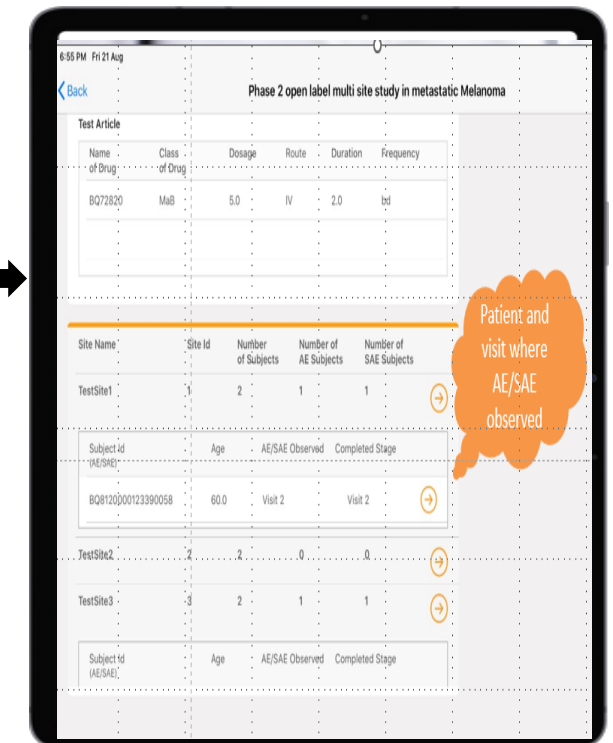 6:55 PM Fri 21 Aug
Back Phase 2 open label multi site study in metastatic Melanoma
Test Article
Name of Drug Class of Drug Dosage Route Duration Frequency
BQ72820 MaB 5.0 IV 2.0 bd
Site Name Site Id Number of Subjects Number of AE Subjects Number of SAE Subjects
TestSite1 1 2 1 1
Subject Id (AE/SAE) Age AE/SAE Observed Completed Stage
BQ8120000123390058 60.0 Visit 2 Visit 2
TestSite2 2 2 0 0
TestSite3 3 2 1 1
Subject Id (AE/SAE) Age AE/SAE Observed Completed Stage
Patient and
visit where
AE/SAE
observed